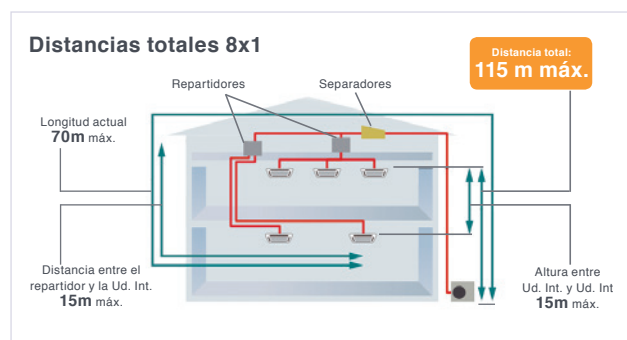 Distancias totales 8x1
Distancia total:
115 m máx.
Repartidores
Separadores
Longitud actual
70m máx.
Distancia entre el
repartidor y la Ud. Int.
15m máx.
Altura entre
Ud. Int. y Ud. Int
15m máx.